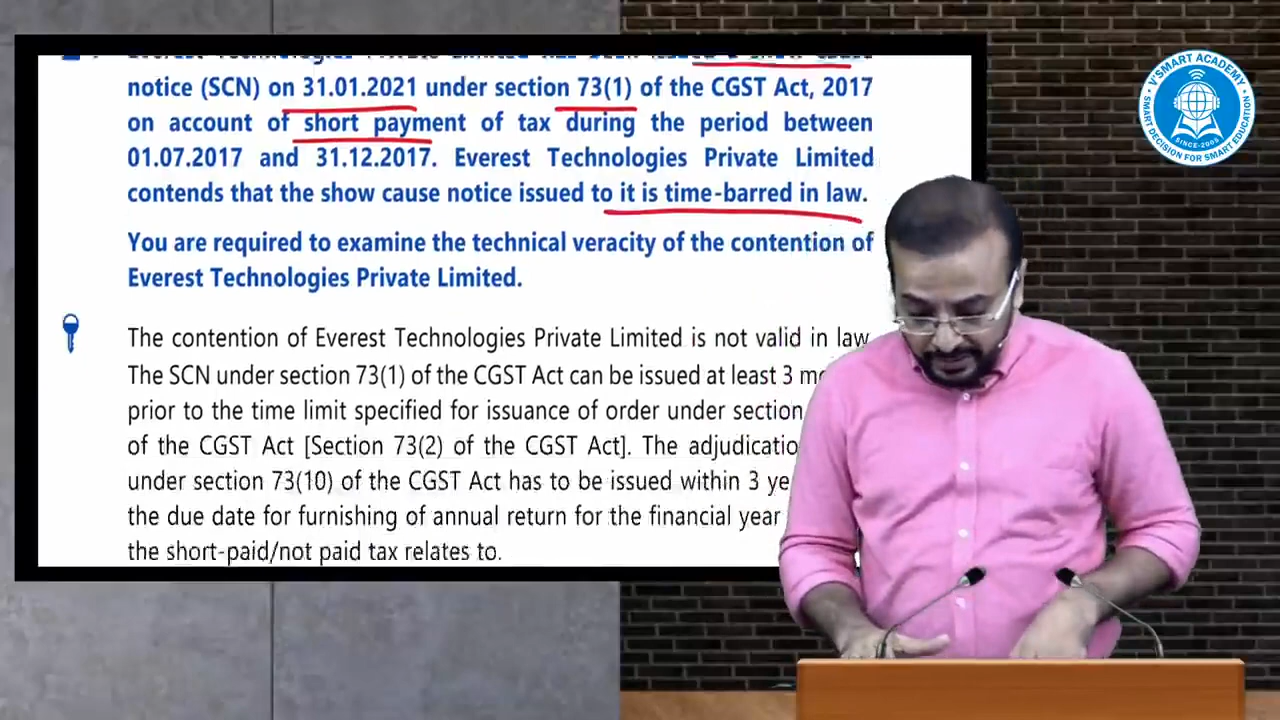 notice (SCN) on 31.01.2021 under section 73(1) of the CGST Act, 2017
on account of short payment of tax during the period between
01.07.2017 and 31.12.2017. Everest Technologies Private Limited
contends that the show cause notice issued to it is time-barred in law.
You are required to examine the technical veracity of the contention of
Everest Technologies Private Limited.
The contention of Everest Technologies Private Limited is not valid in law
The SCN under section 73(1) of the CGST Act can be issued at least 3
prior to the time limit specified for issuance of order under section
of the CGST Act [Section 73(2) of the CGST Act]. The
under section 73(10) of the CGST Act has to be issued within 3
the due date for furnishing of annual return for the financial year
the short-paid/not paid tax relates to.
V'SMART ACADEMY
SMART DECISION FOR SMART EDUCATION
SINCE-2005